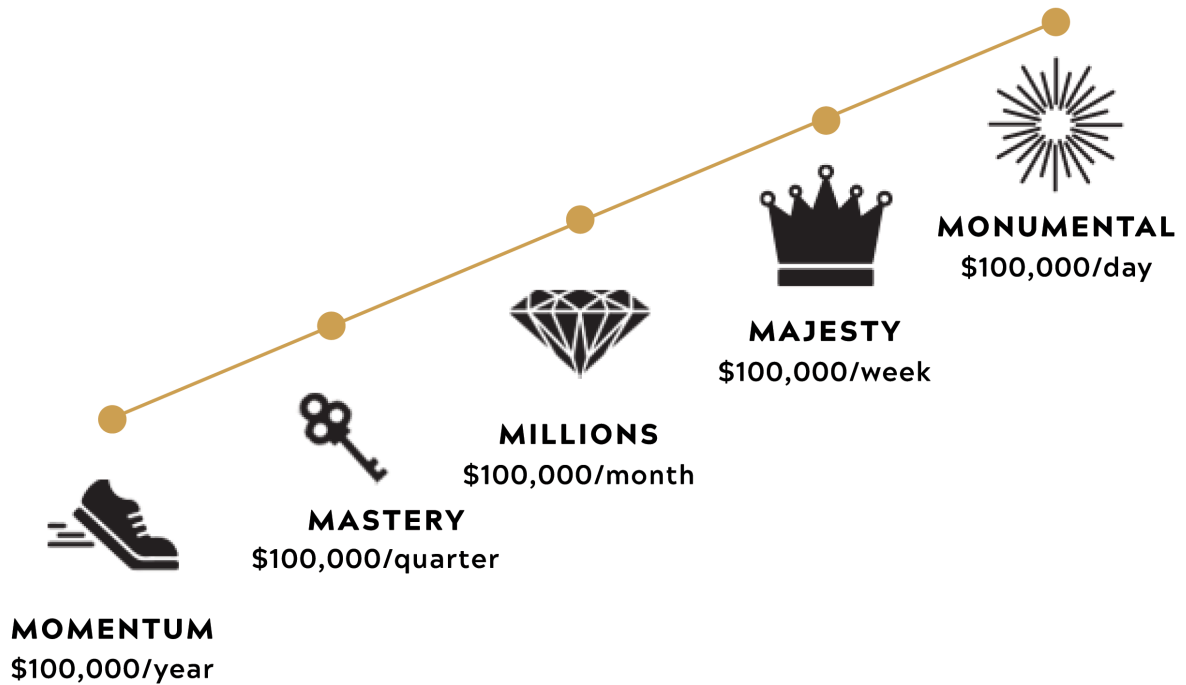 MOMENTUM
$100,000/year
MASTERY
$100,000/quarter
MILLIONS
$100,000/month
MAJESTY
$100,000/week
MONUMENTAL
$100,000/day